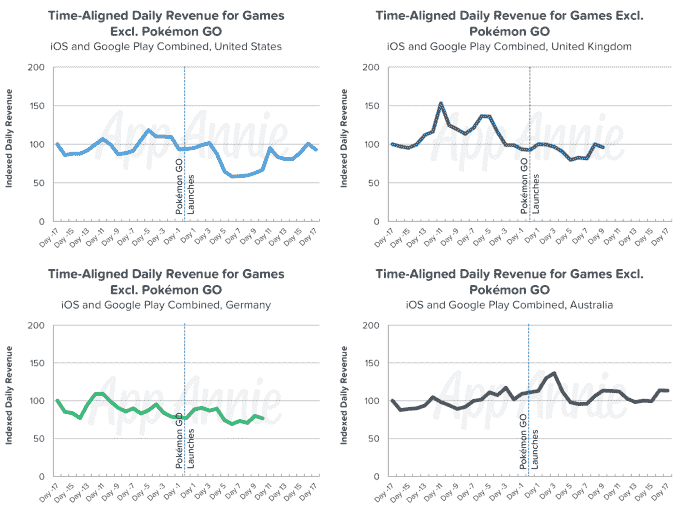 Time-Aligned Daily Revenue for Games
Excl. Pokémon GO
iOS and Google Play Combined, United States
Indexed Daily Revenue
200
150
100
50
0
App Annie
Pokémon GO
Launches
Day -17
Day -15
Day -13
Day -11
Day -9
Day -7
Day -5
Day -3
Day -1
Day 1
Day 3
Day 5
Day 7
Day 9
Day 11
Day 13
Day 15
Day 17
Time-Aligned Daily Revenue for Games Excl.
Pokémon GO
iOS and Google Play Combined, United Kingdom
Indexed Daily Revenue
200
150
100
50
0
App Annie
Pokémon GO
Launches
Day -17
Day -15
Day -13
Day -11
Day -9
Day -7
Day -5
Day -3
Day -1
Day 1
Day 3
Day 5
Day 7
Day 9
Day 11
Day 13
Day 15
Day 17
Time-Aligned Daily Revenue for Games
Excl. Pokémon GO
iOS and Google Play Combined, Germany
Indexed Daily Revenue
200
150
100
50
0
App Annie
Pokémon GO
Launches
Day -17
Day -15
Day -13
Day -11
Day -9
Day -7
Day -5
Day -3
Day -1
Day 1
Day 3
Day 5
Day 7
Day 9
Day 11
Day 13
Day 15
Day 17
Time-Aligned Daily Revenue for Games Excl.
Pokémon GO
iOS and Google Play Combined, Australia
Indexed Daily Revenue
200
150
100
50
0
App Annie
Pokémon GO
Launches
Day -17
Day -15
Day -13
Day -11
Day -9
Day -7
Day -5
Day -3
Day -1
Day 1
Day 3
Day 5
Day 7
Day 9
Day 11
Day 13
Day 15
Day 17